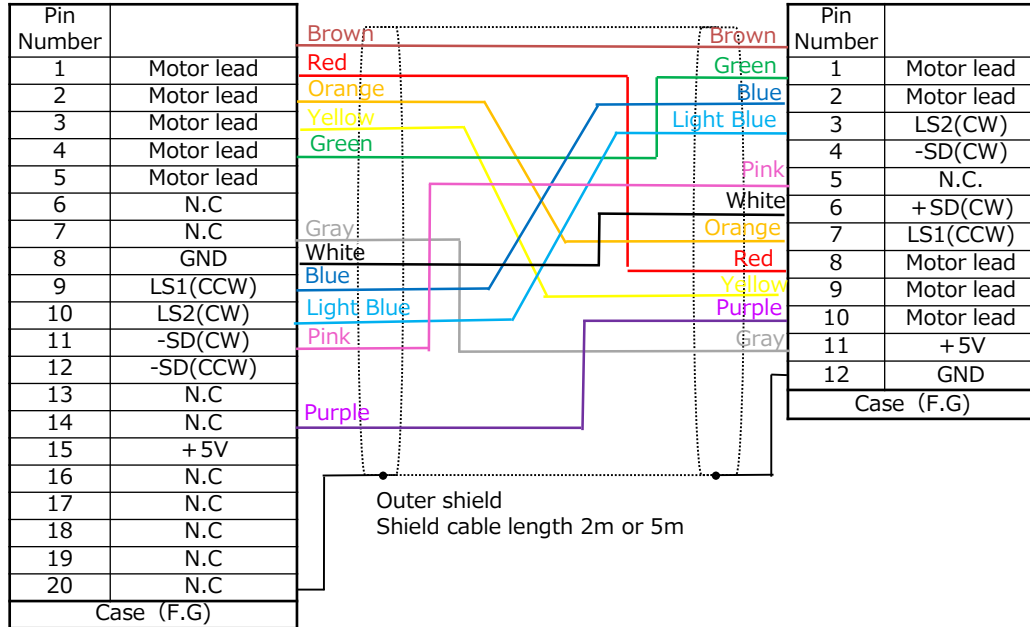 Pin Number
1 Motor lead
2 Motor lead
3 Motor lead
4 Motor lead
5 Motor lead
6 N.C
7 N.C
8 GND
9 LS1(CCW)
10 LS2(CW)
11 -SD(CW)
12 -SD(CCW)
13 N.C
14 N.C
15 +5V
16 N.C
17 N.C
18 N.C
19 N.C
20 N.C
Case (F.G)
Brown
Red
Orange
Yellow
Green
Gray
White
Blue
Light Blue
Pink
Purple
Brown
Green
Blue
Light Blue
Pink
White
Orange
Red
Yellow
Purple
Gray
Outer shield
Shield cable length 2m or 5m
Pin Number
1 Motor lead
2 Motor lead
3 LS2(CW)
4 -SD(CW)
5 N.C.
6 +SD(CW)
7 LS1(CCW)
8 Motor lead
9 Motor lead
10 Motor lead
11 +5V
12 GND
Case (F.G)